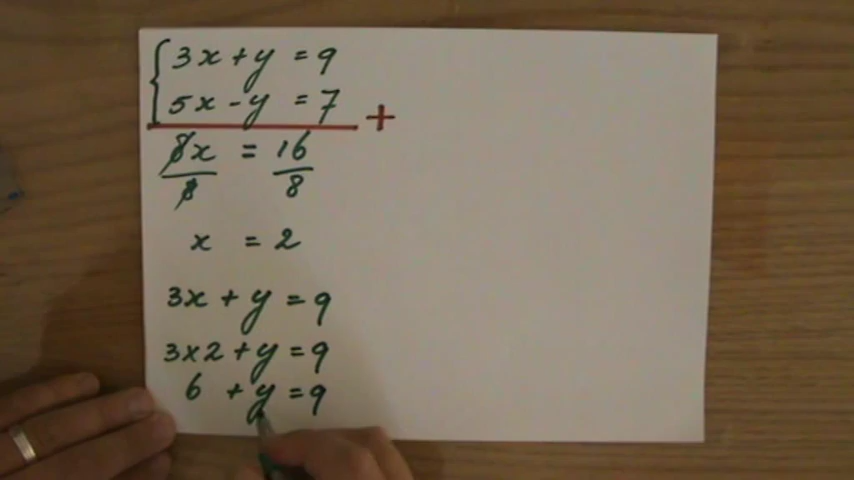 3x + y = 9
5x - y = 7
+
8x = 16
8 8
x = 2
3x + y = 9
3x2 + y = 9
6 + y = 9